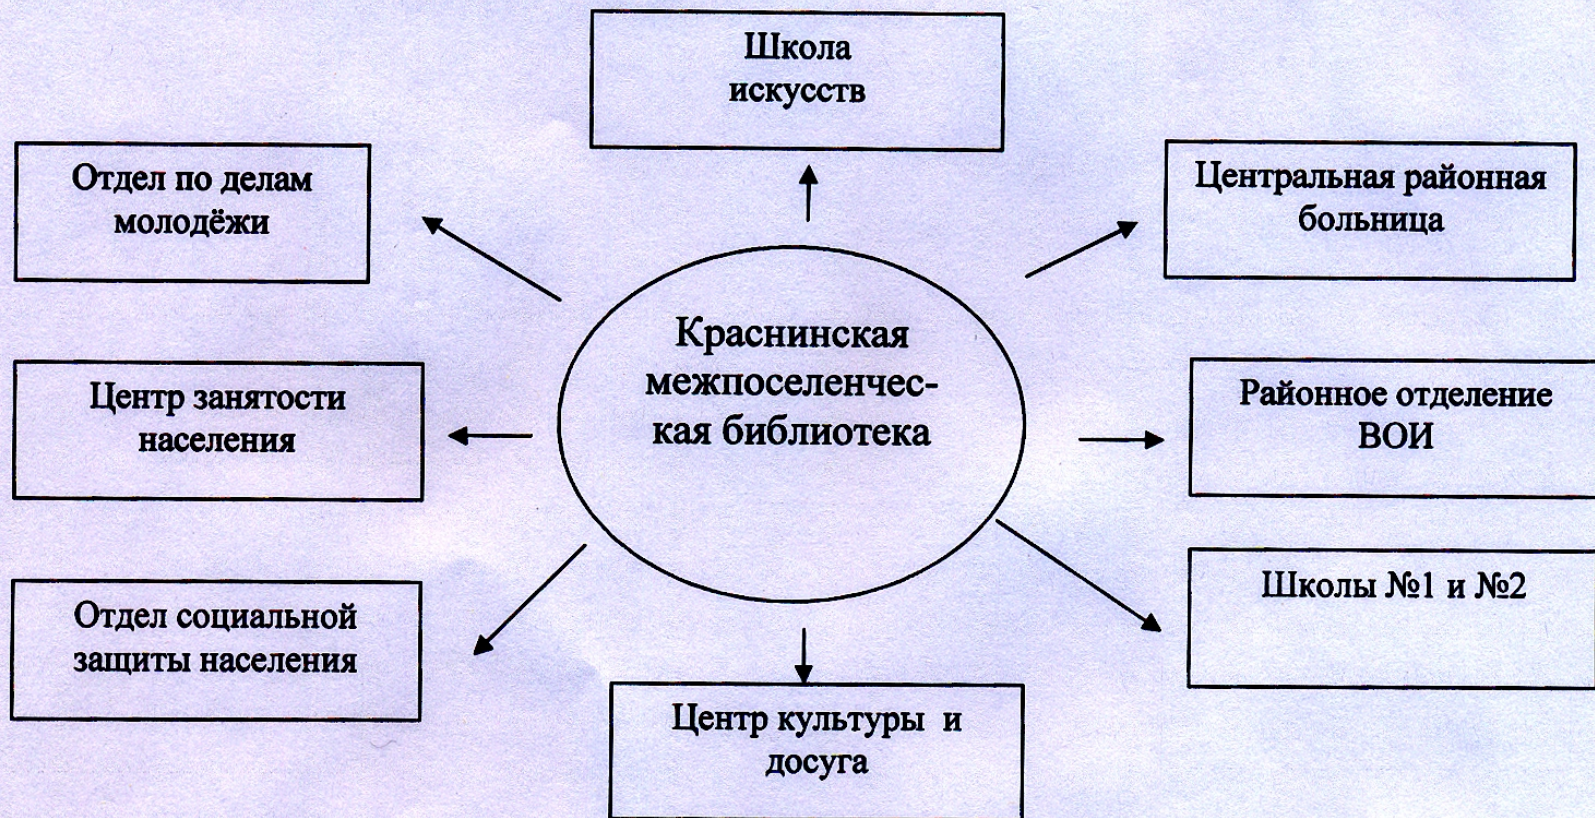 Школа
искусств
Отдел по делам
молодёжи
Центральная районная
больница
Краснинская
межпоселенчес-
кая библиотека
Центр занятости
населения
Районное отделение
ВОИ
Отдел социальной
защиты населения
Школы №1 и №2
Центр культуры и
досуга